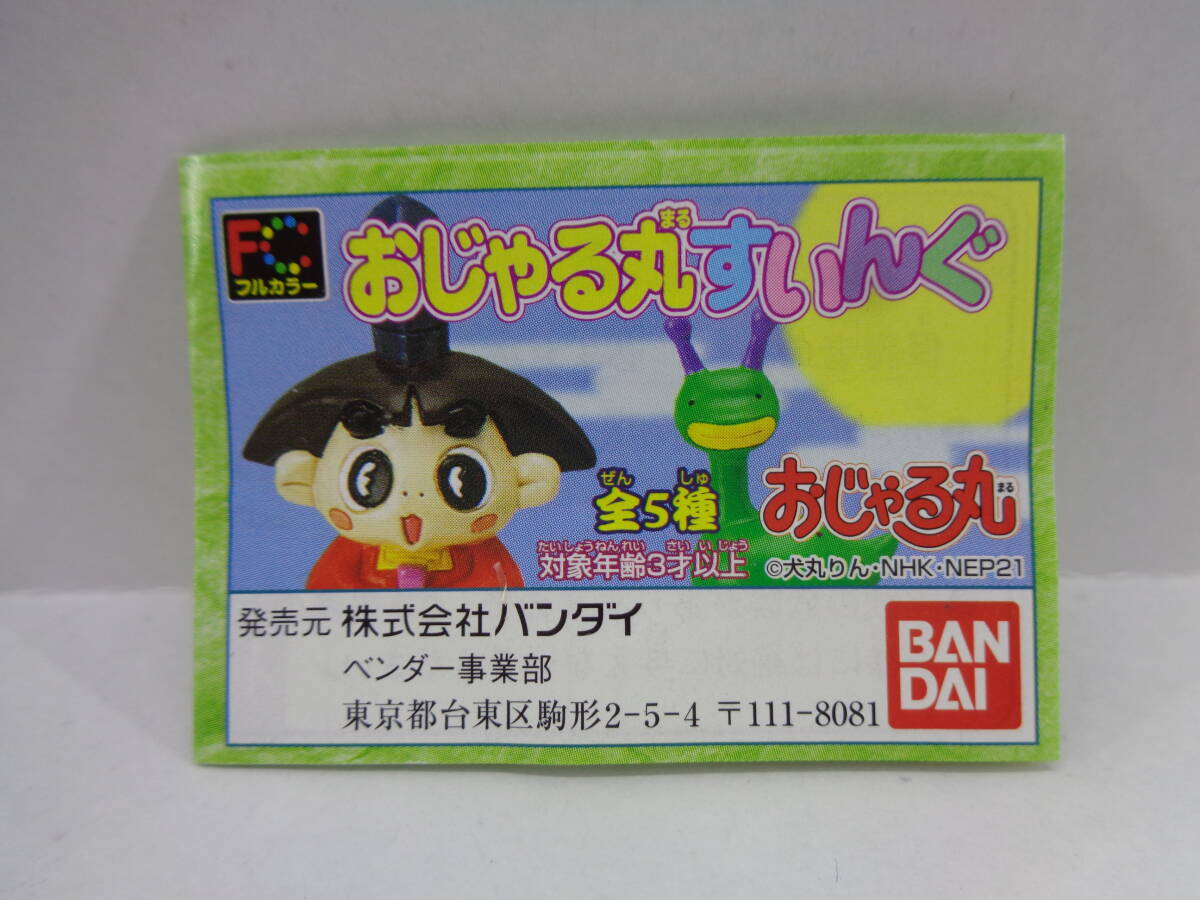 FC
フルカラー
まる
おじゃる丸すいんぐ
ぜん しゅ
全5種
たいしょうねんれい さい い じょう
対象年齢3才以上
おじゃる丸
まる
©犬丸りん・NHK・NEP21
発売元 株式会社バンダイ
ベンダー事業部
東京都台東区駒形2-5-4 〒111-8081
BAN
DAI